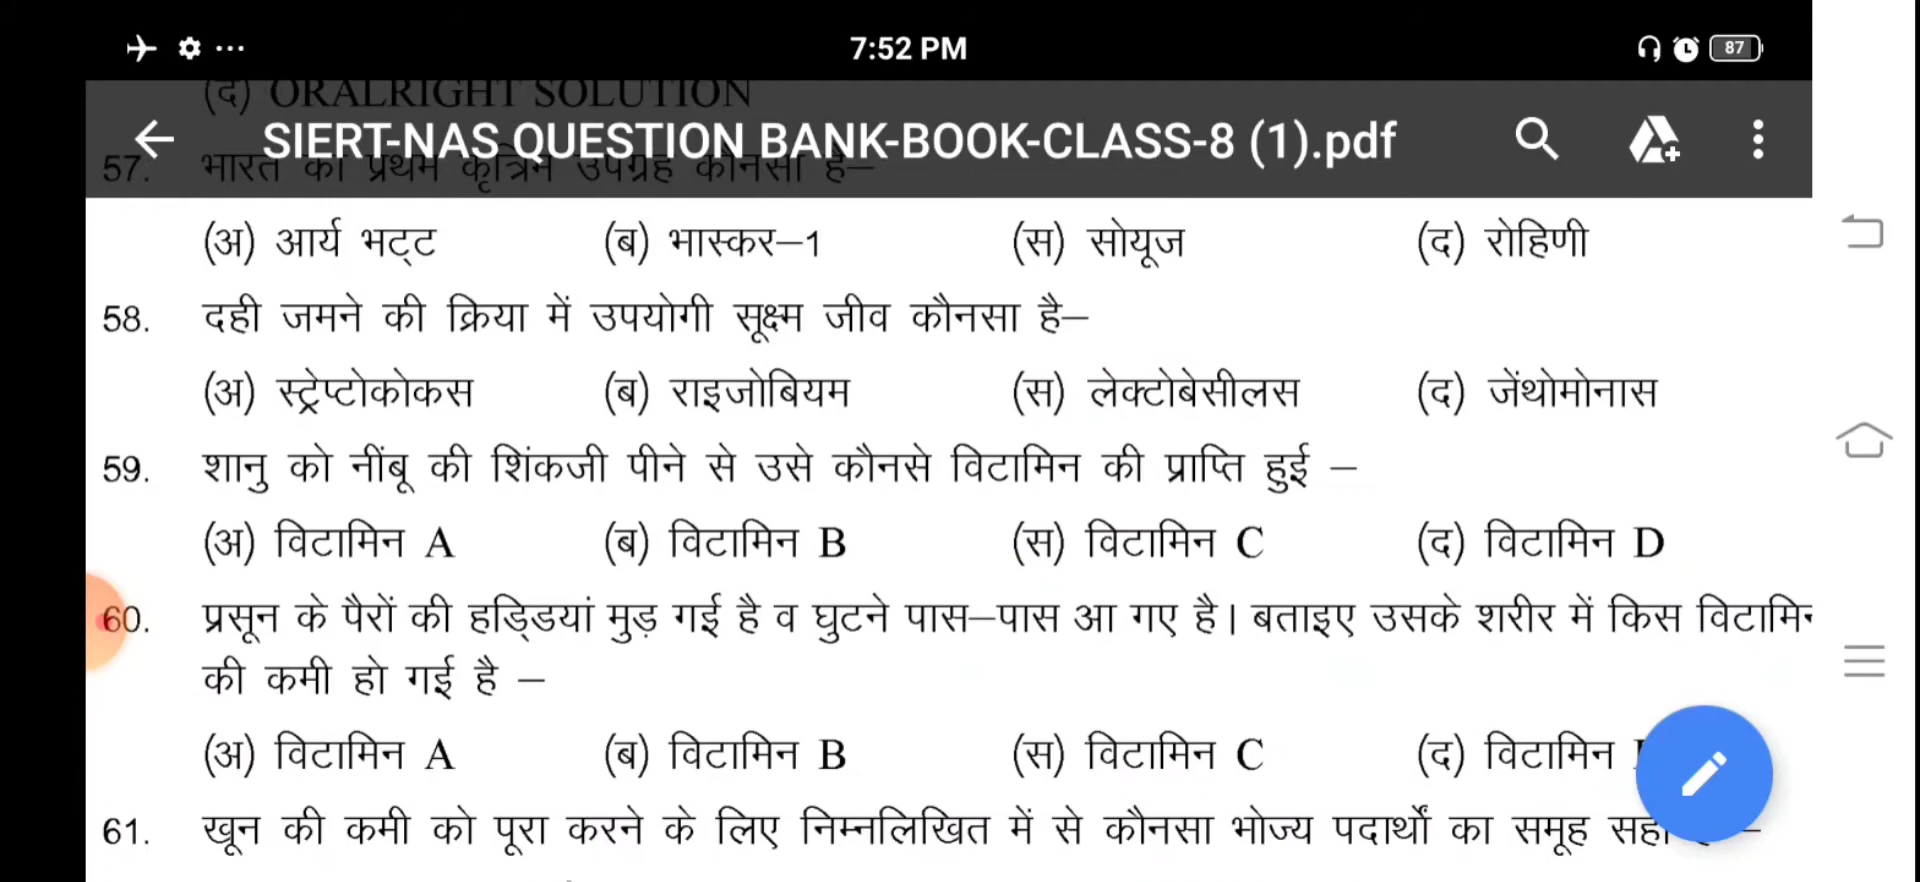 7:52 PM
87
(द) ORALRIGHT SOLUTION
SIERT-NAS QUESTION BANK-BOOK-CLASS-8 (1).pdf
57. भारत का प्रथम कृत्रिम उपग्रह कौनसा है–
(अ) आर्य भट्ट (ब) भास्कर–1 (स) सोयूज (द) रोहिणी
58. दही जमने की क्रिया में उपयोगी सूक्ष्म जीव कौनसा है–
(अ) स्ट्रेप्टोकोकस (ब) राइजोबियम (स) लेक्टोबेसीलस (द) जेंथोमोनास
59. शानु को नींबू की शिंकजी पीने से उसे कौनसे विटामिन की प्राप्ति हुई –
(अ) विटामिन A (ब) विटामिन B (स) विटामिन C (द) विटामिन D
60. प्रसून के पैरों की हड्डियां मुड़ गई है व घुटने पास–पास आ गए है। बताइए उसके शरीर में किस
की कमी हो गई है –
(अ) विटामिन A (ब) विटामिन B (स) विटामिन C (द) विटामिन
61. खून की कमी को पूरा करने के लिए निम्नलिखित में से कौनसा भोज्य पदार्थों का समूह